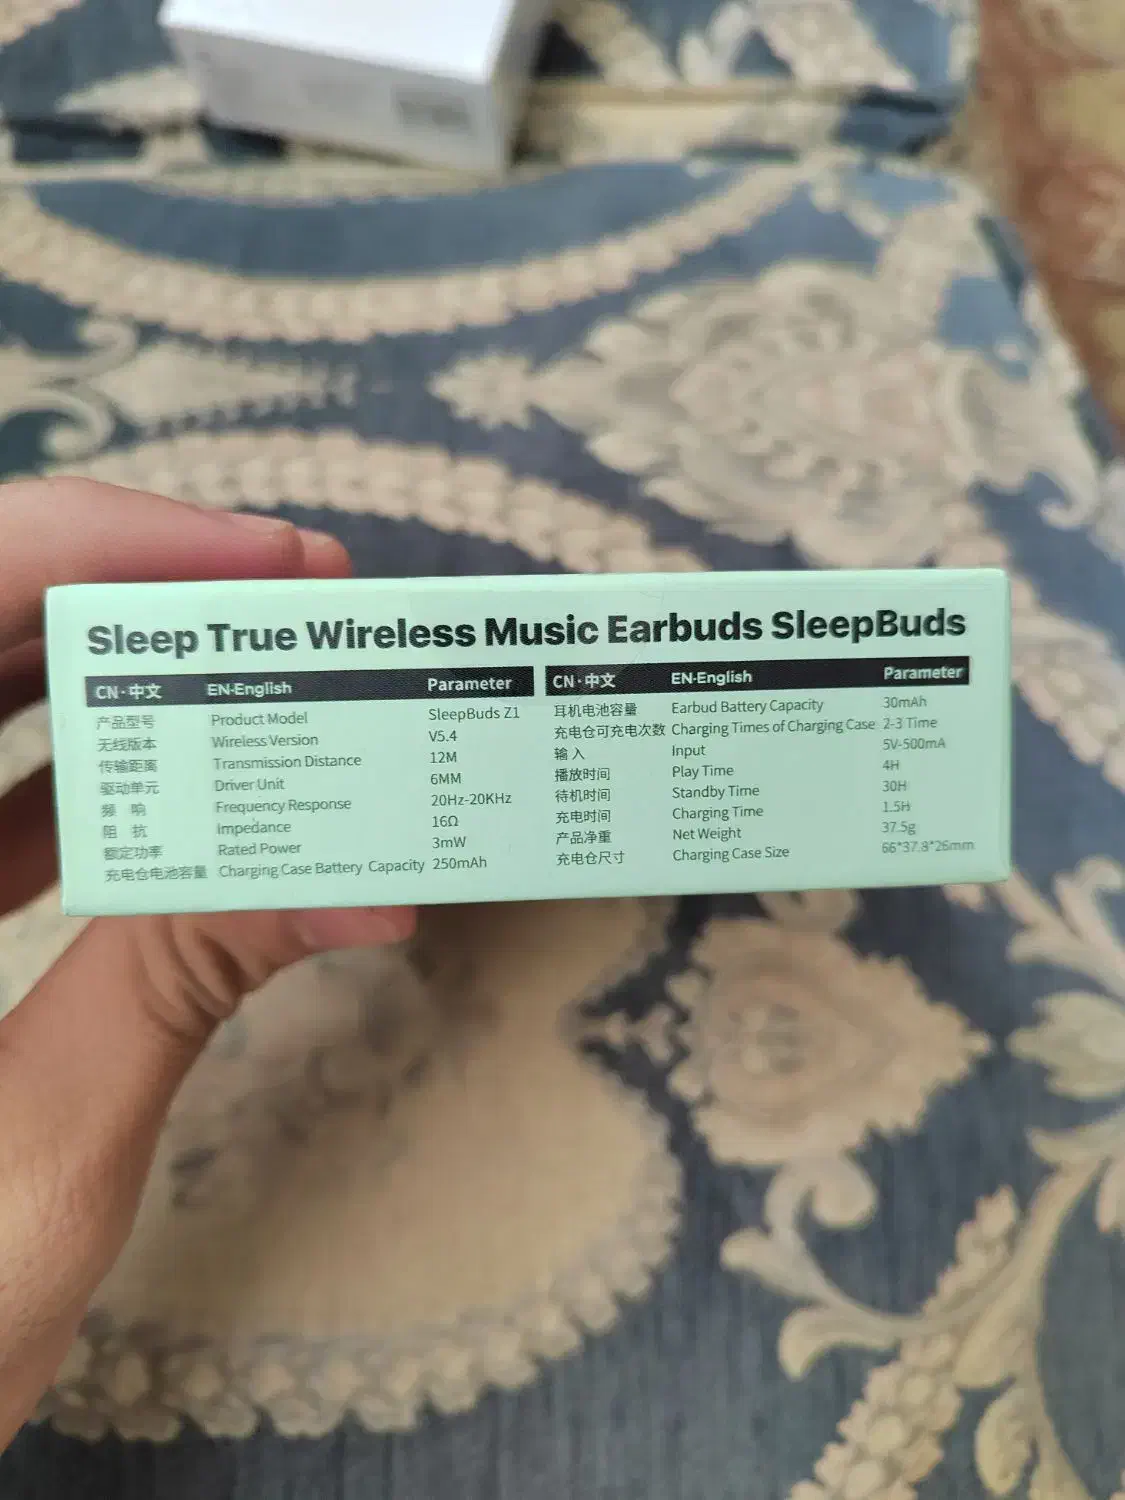 Sleep True Wireless Music Earbuds SleepBuds
CN·中文 EN-English Parameter
产品型号 Product Model SleepBuds Z1
无线版本 Wireless Version V5.4
传输距离 Transmission Distance 12M
驱动单元 Driver Unit 6MM
频 响 Frequency Response 20Hz-20KHz
阻 抗 Impedance 16Ω
额定功率 Rated Power 3mW
充电仓电池容量 Charging Case Battery Capacity 250mAh
CN·中文 EN-English Parameter
耳机电池容量 Earbud Battery Capacity 30mAh
充电仓可充电次数 Charging Times of Charging Case 2-3 Time
输 入 Input 5V-500mA
播放时间 Play Time 4H
待机时间 Standby Time 30H
充电时间 Charging Time 1.5H
产品净重 Net Weight 37.5g
充电仓尺寸 Charging Case Size 66*37.8*26mm